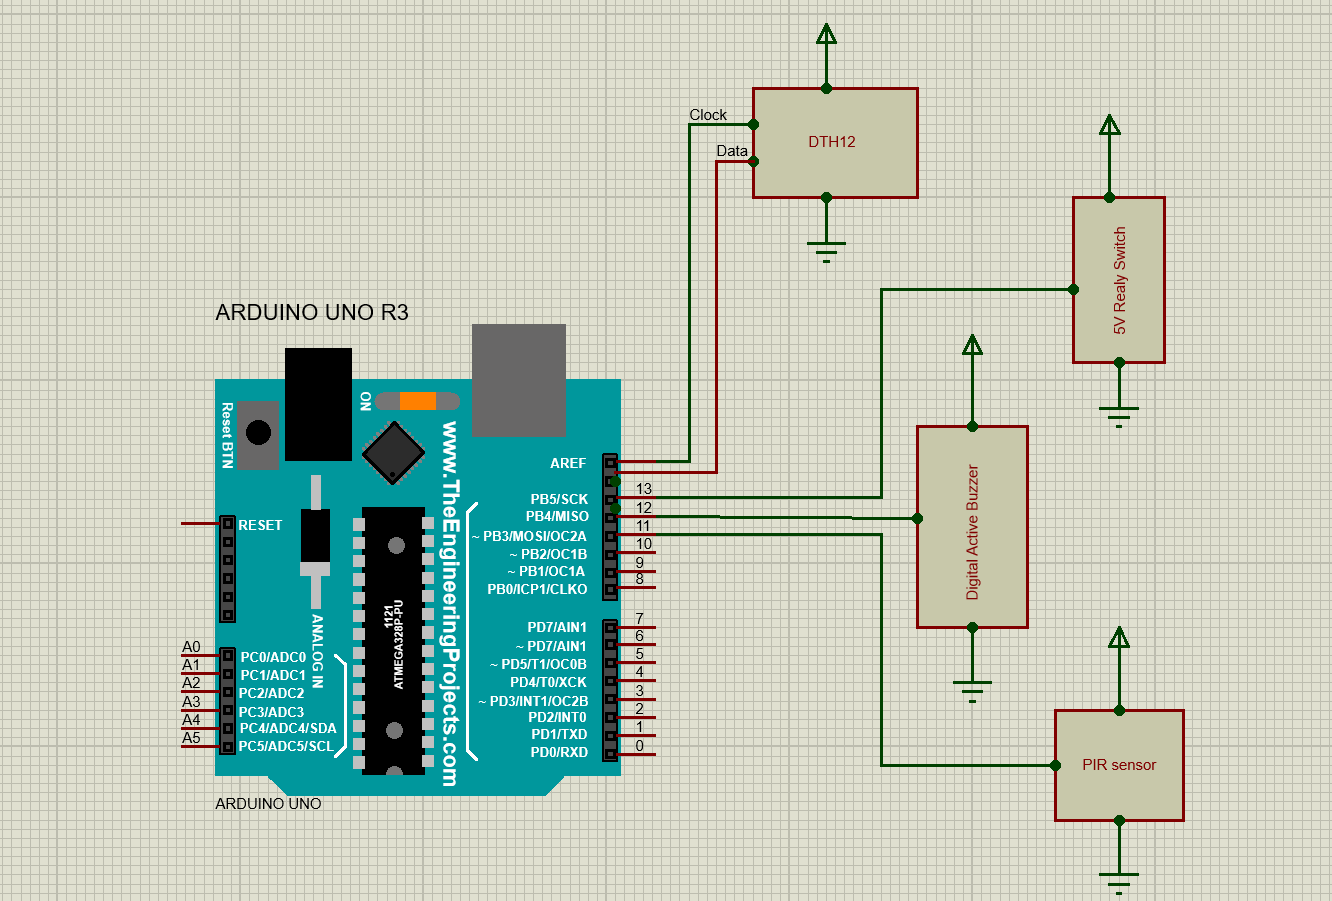 Clock
DTH12
Data
5V Realy Switch
ARDUINO UNO R3
Reset BTN
ON
www.TheEngineeringProjects.com
AREF
13
PB5/SCK
12
PB4/MISO
11
~ PB3/MOSI/OC2A
10
~ PB2/OC1B
9
~ PB1/OC1A
8
PB0/ICP1/CLKO
RESET
Digital Active Buzzer
1121
ATMEGA328P-PU
ANALOG IN
7
PD7/AIN1
6
~ PD7/AIN1
5
~ PD5/T1/OC0B
4
PD4/T0/XCK
3
~ PD3/INT1/OC2B
2
PD2/INT0
1
PD1/TXD
0
PD0/RXD
A0
PC0/ADC0
A1
PC1/ADC1
A2
PC2/ADC2
A3
PC3/ADC3
A4
PC4/ADC4/SDA
A5
PC5/ADC5/SCL
PIR sensor
ARDUINO UNO